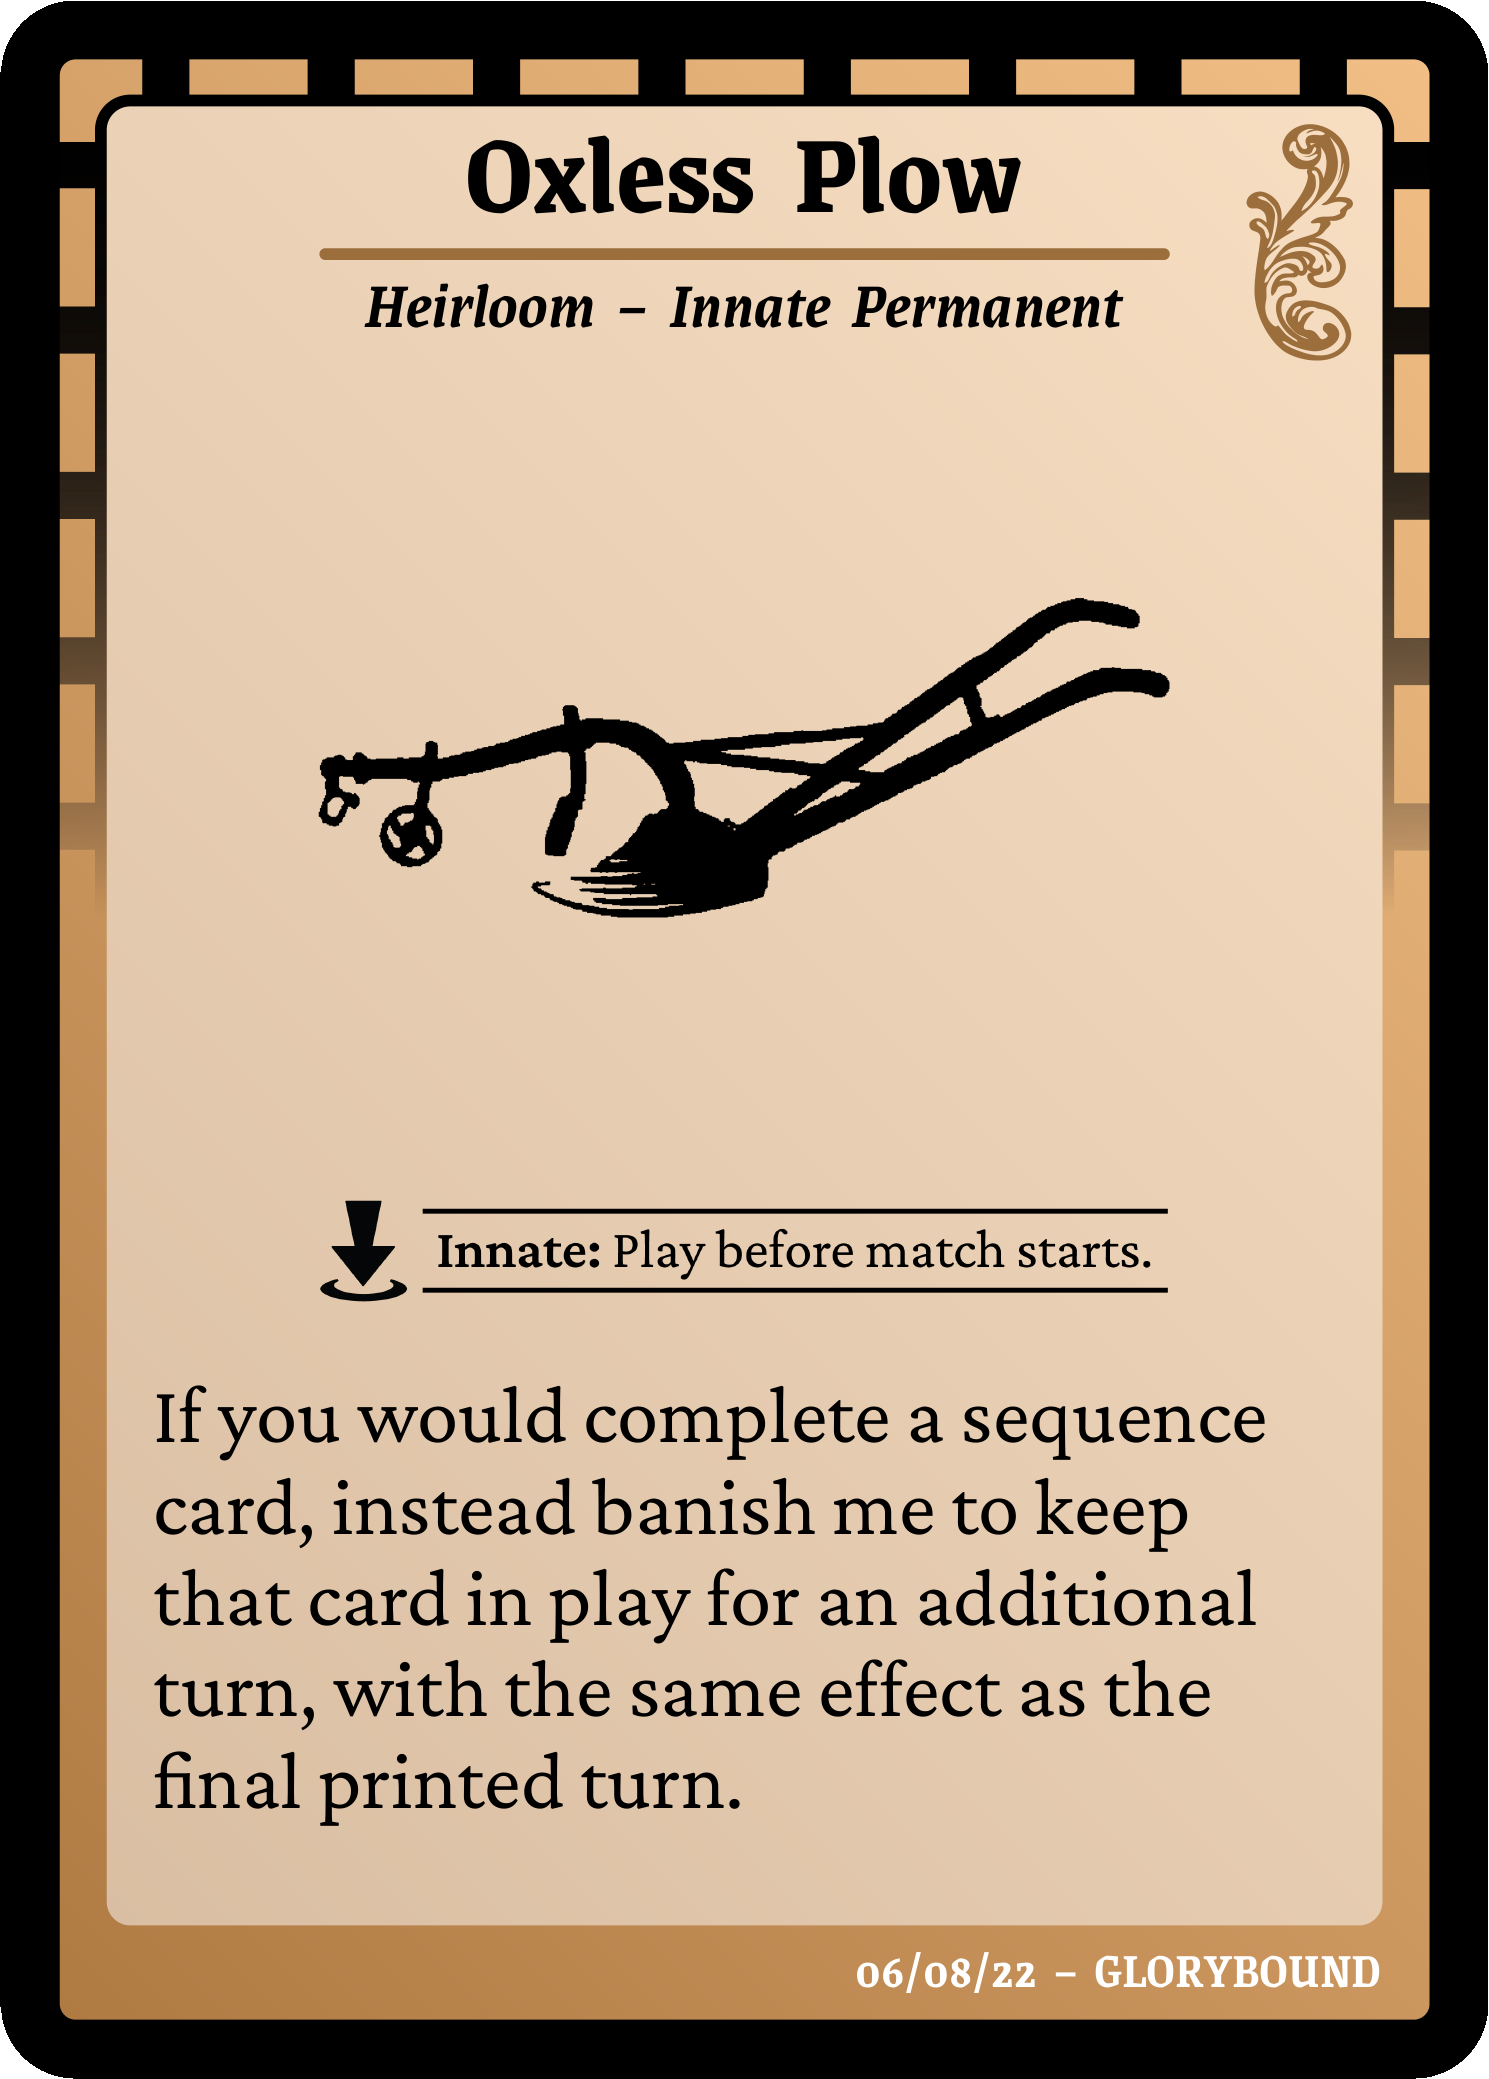 Oxless Plow
Heirloom – Innate Permanent
Innate: Play before match starts.
If you would complete a sequence
card, instead banish me to keep
that card in play for an additional
turn, with the same effect as the
final printed turn.
06/08/22 – GLORYBOUND